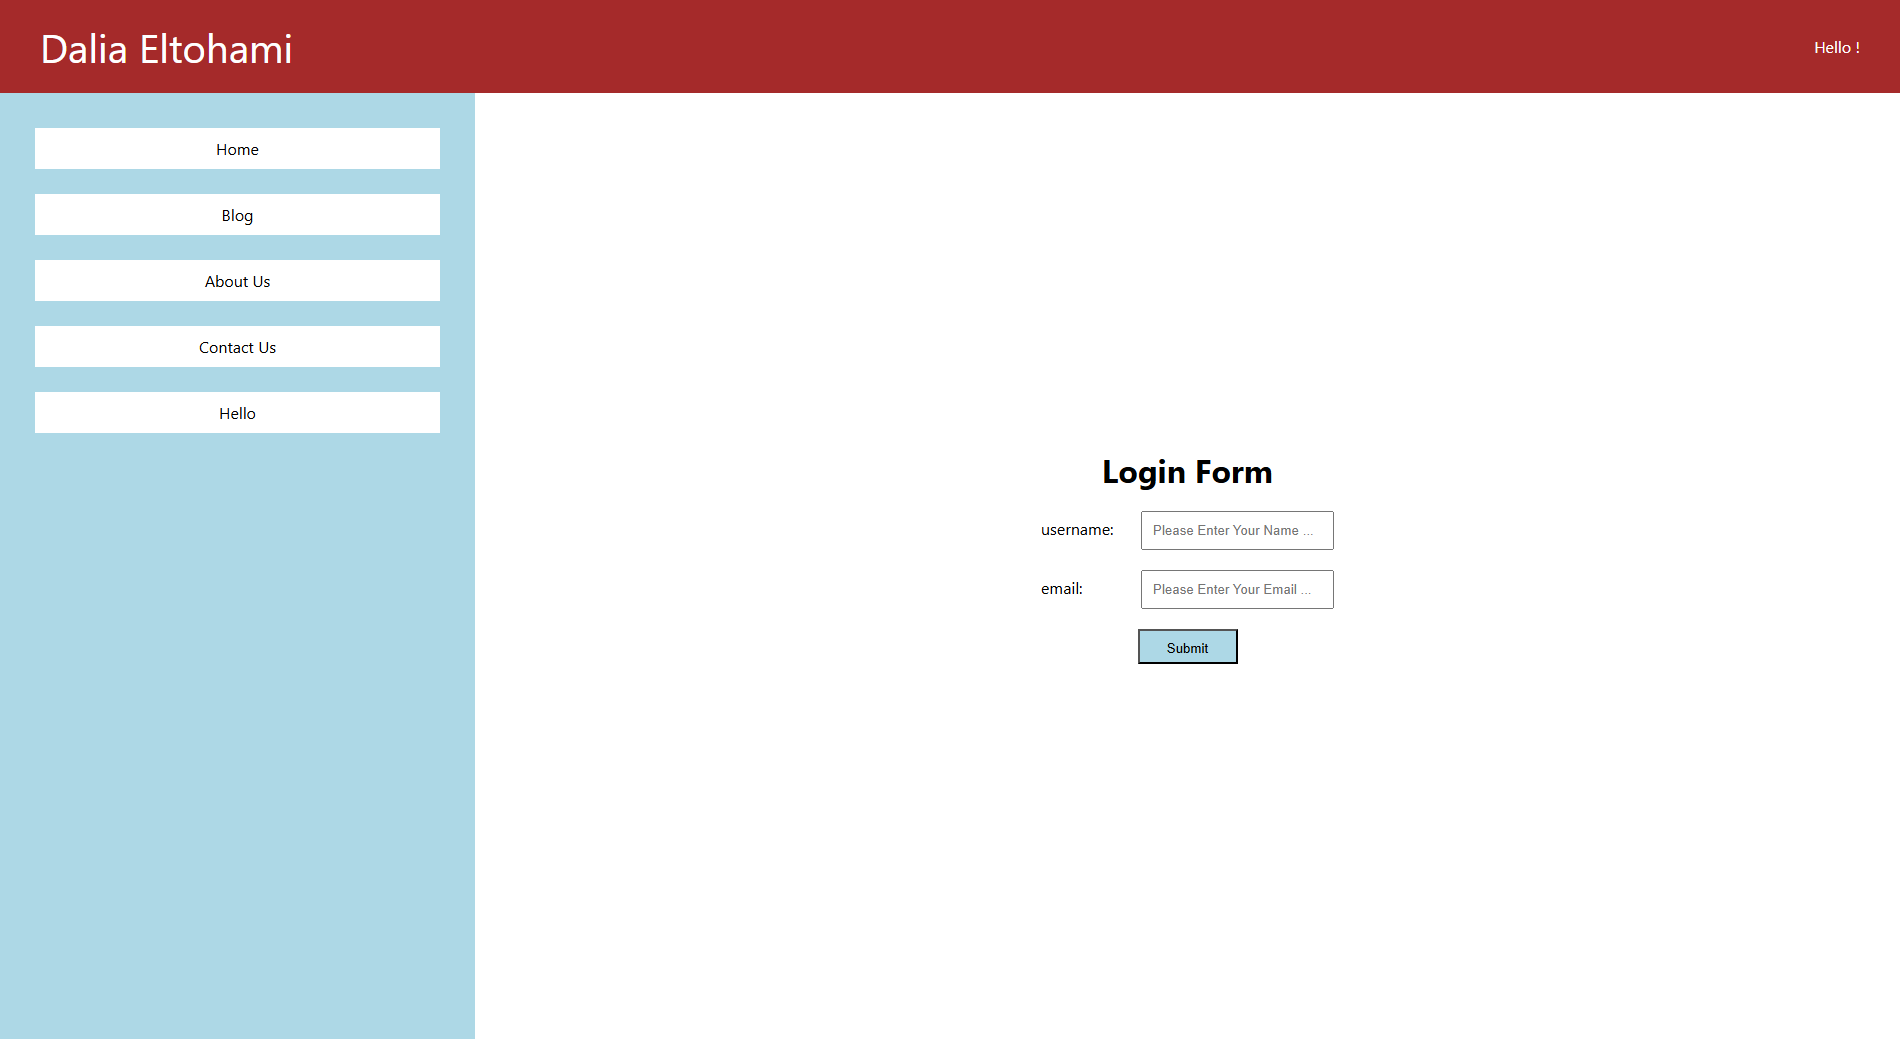 Dalia Eltohami
Hello !
Home
Blog
About Us
Contact Us
Hello
Login Form
username: Please Enter Your Name ...
email: Please Enter Your Email ...
Submit